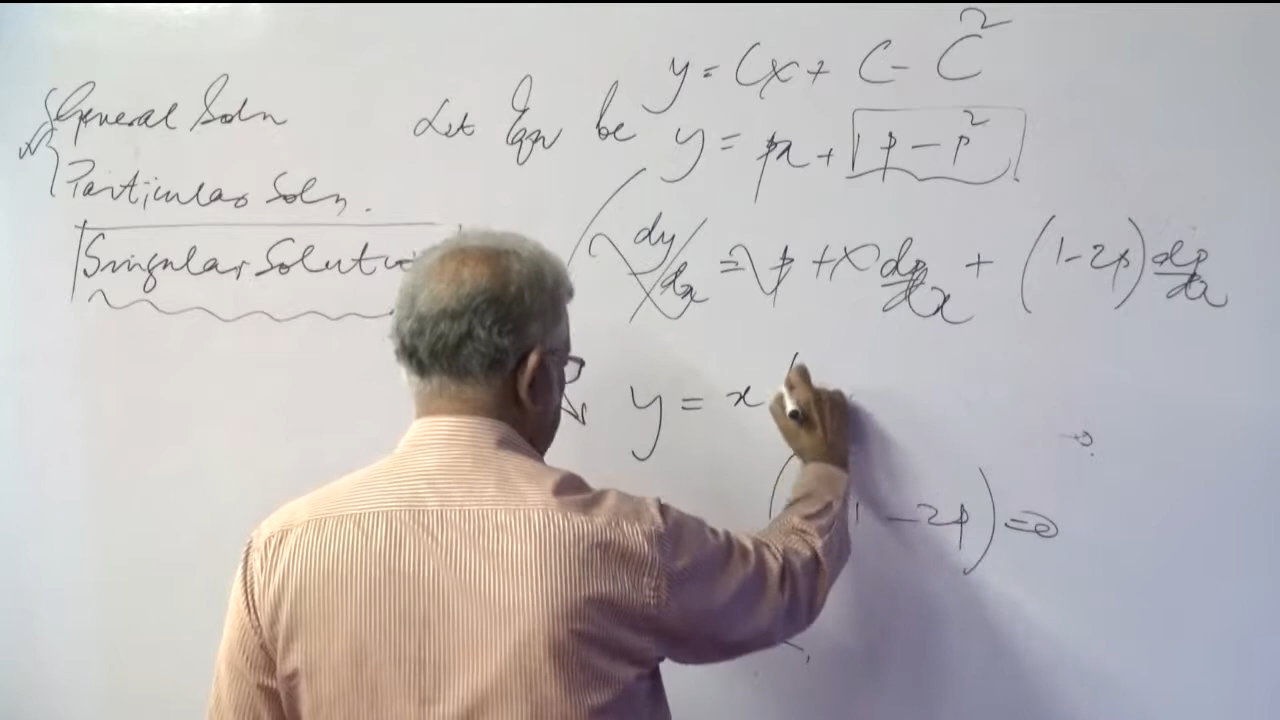 General Soln
Particular Soln.
Singular
y = Cx + C - C²
Let Eqn be y = px + p - p²
dy/dx = p + x dp/dx + (1-2p) dp/dx
y = x
1 - 2p) = 0